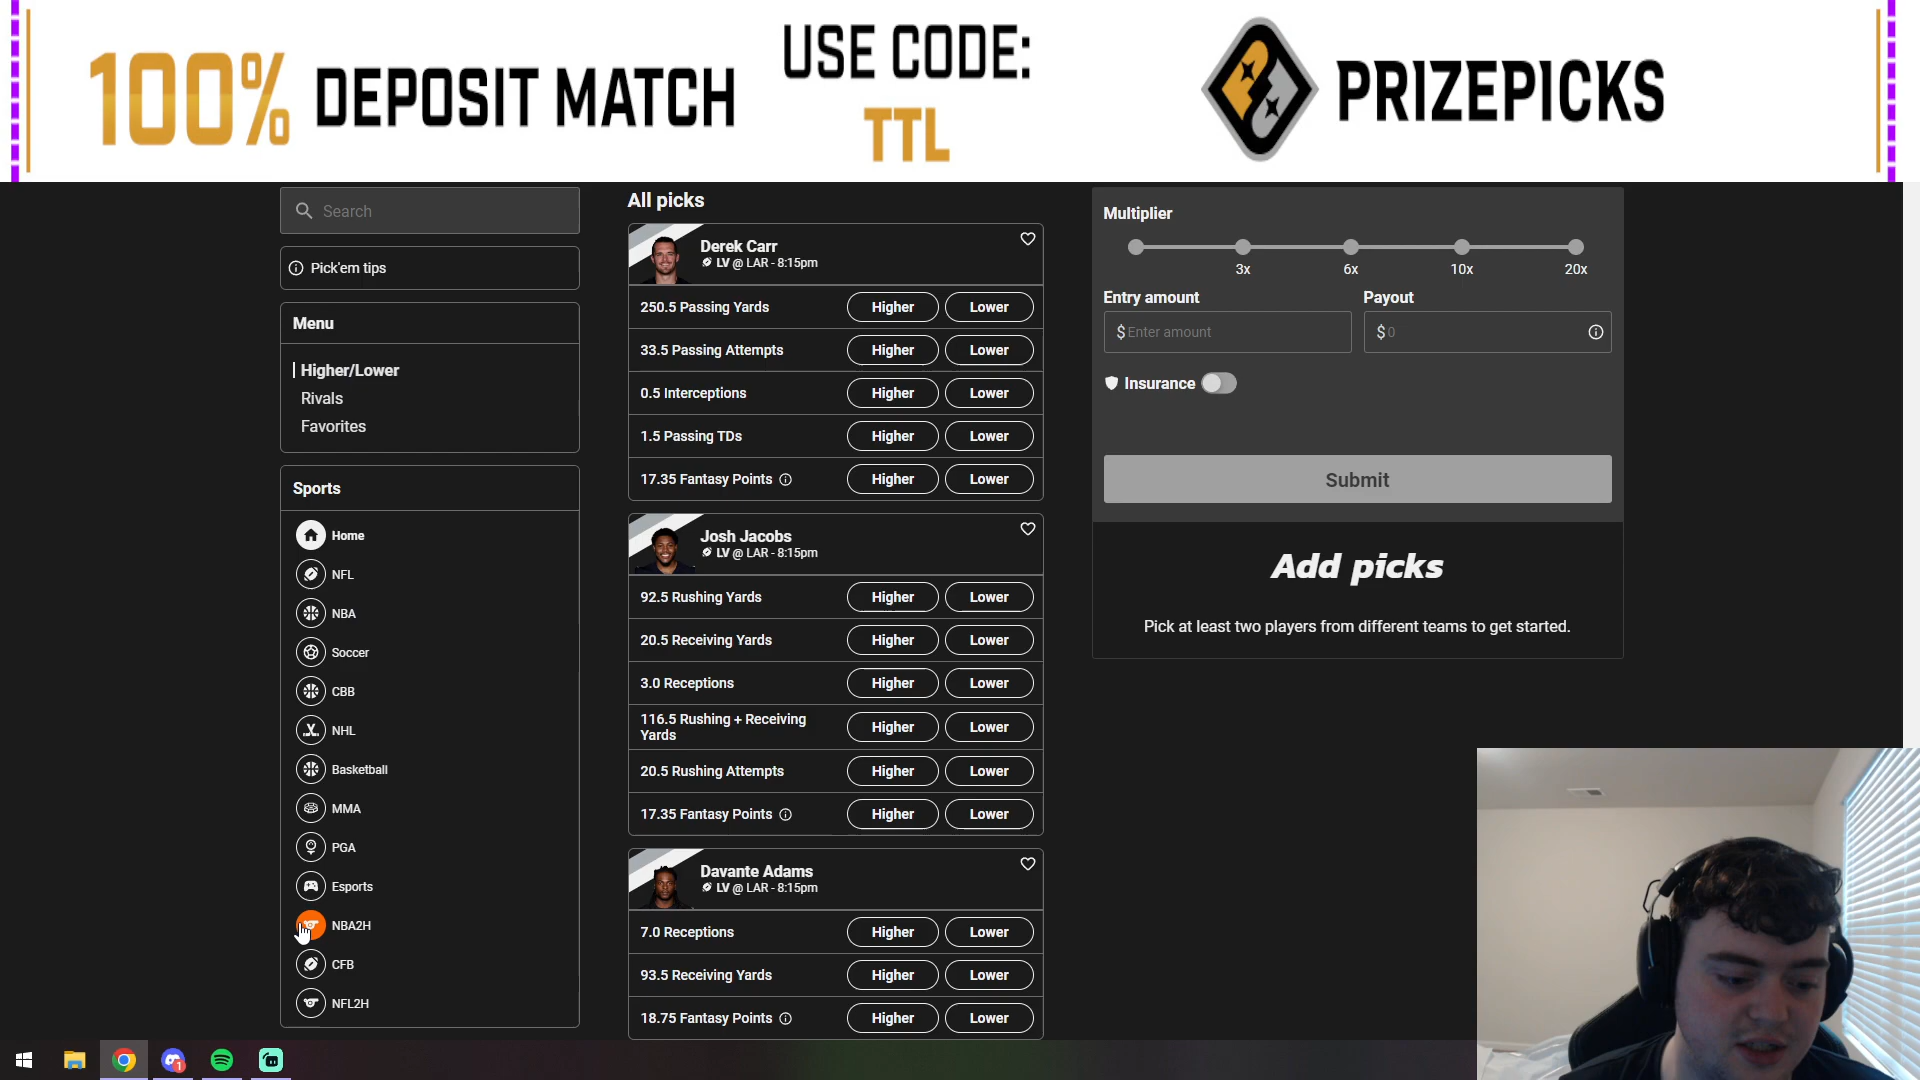 100% DEPOSIT MATCH
USE CODE:
TTL
PRIZEPICKS
Search
Pick'em tips
Menu
Higher/Lower
Rivals
Favorites
Sports
Home
NFL
NBA
Soccer
CBB
NHL
Basketball
MMA
PGA
Esports
NBA2H
CFB
NFL2H
All picks
Derek Carr
LV @ LAR - 8:15pm
250.5 Passing Yards Higher Lower
33.5 Passing Attempts Higher Lower
0.5 Interceptions Higher Lower
1.5 Passing TDs Higher Lower
17.35 Fantasy Points Higher Lower
Josh Jacobs
LV @ LAR - 8:15pm
92.5 Rushing Yards Higher Lower
20.5 Receiving Yards Higher Lower
3.0 Receptions Higher Lower
116.5 Rushing + Receiving
Yards Higher Lower
20.5 Rushing Attempts Higher Lower
17.35 Fantasy Points Higher Lower
Davante Adams
LV @ LAR - 8:15pm
7.0 Receptions Higher Lower
93.5 Receiving Yards Higher Lower
18.75 Fantasy Points Higher Lower
Multiplier
3x 6x 10x 20x
Entry amount Payout
$ Enter amount $ 0
Insurance
Submit
Add picks
Pick at least two players from different teams to get started.
1